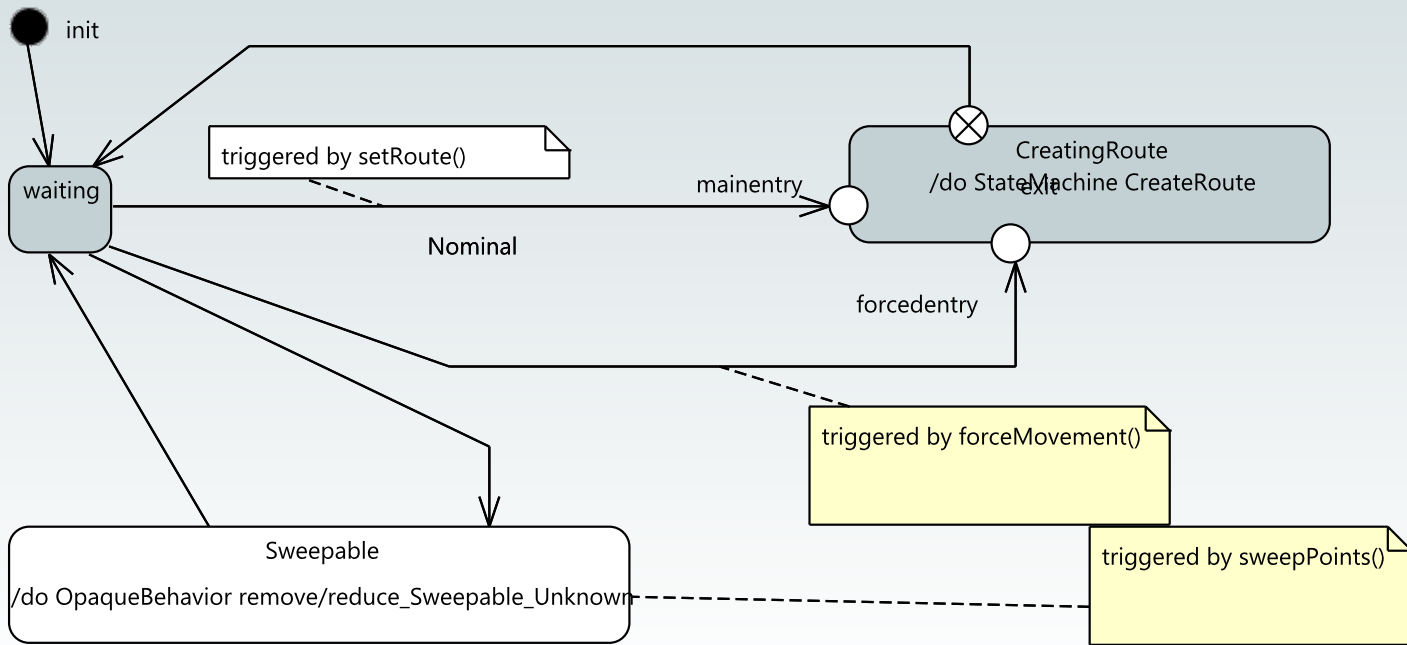 init
triggered by setRoute()
waiting
mainentry
CreatingRoute
/do StateMachine CreateRoute
exit
Nominal
forcedentry
triggered by forceMovement()
Sweepable
/do OpaqueBehavior remove/reduce_Sweepable_Unknown
triggered by sweepPoints()